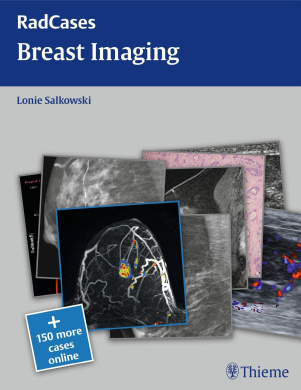 RadCases
Breast Imaging
Lonie Salkowski
+
150 more
cases
online
Thieme